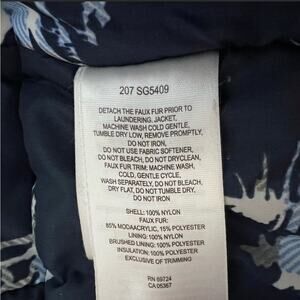 207 SG5409
DETACH THE FAUX FUR PRIOR TO
LAUNDERING. JACKET,
MACHINE WASH COLD GENTLE,
TUMBLE DRY LOW, REMOVE PROMPTLY,
DO NOT IRON,
DO NOT USE FABRIC SOFTENER,
DO NOT BLEACH, DO NOT DRYCLEAN,
FAUX FUR TRIM: MACHINE WASH,
COLD, GENTLE CYCLE,
WASH SEPARATELY, DO NOT BLEACH,
DRY FLAT, DO NOT TUMBLE DRY,
DO NOT IRON
SHELL: 100% NYLON
FAUX FUR:
85% MODAACRYLIC, 15% POLYESTER
LINING: 100% NYLON
BRUSHED LINING: 100% POLYESTER
INTERLINING: 100% POLYESTER
EXCLUSIVE OF TRIMMING
RN 69724
CA 05367